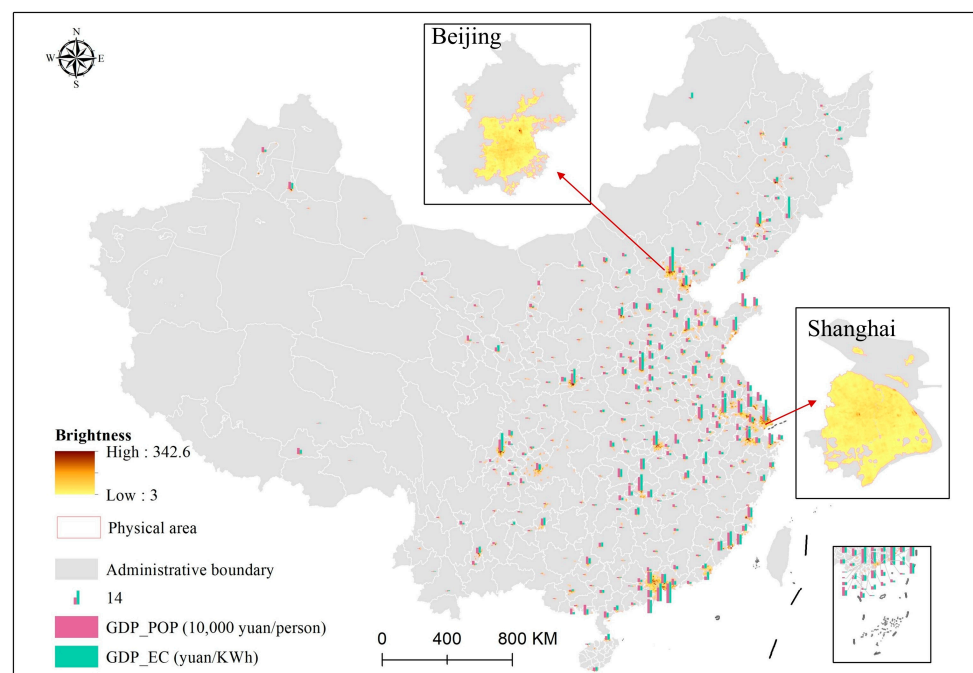 N
W E
S
Beijing
Shanghai
Brightness
High : 342.6
Low : 3
Physical area
Administrative boundary
14
GDP_POP (10,000 yuan/person)
GDP_EC (yuan/KWh)
0 400 800 KM